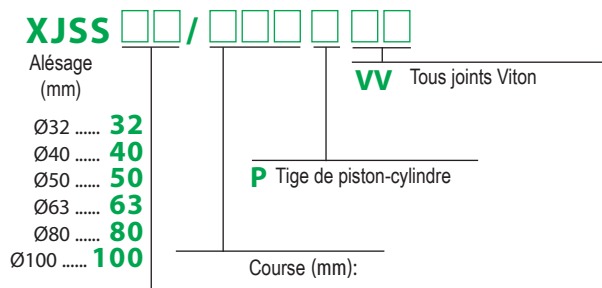 XJSS /
Alésage
(mm)
VV Tous joints Viton
Ø32 ...... 32
Ø40 ...... 40
Ø50 ...... 50
P Tige de piston-cylindre
Ø63 ...... 63
Ø80 ...... 80
Ø100 ...... 100
Course (mm):